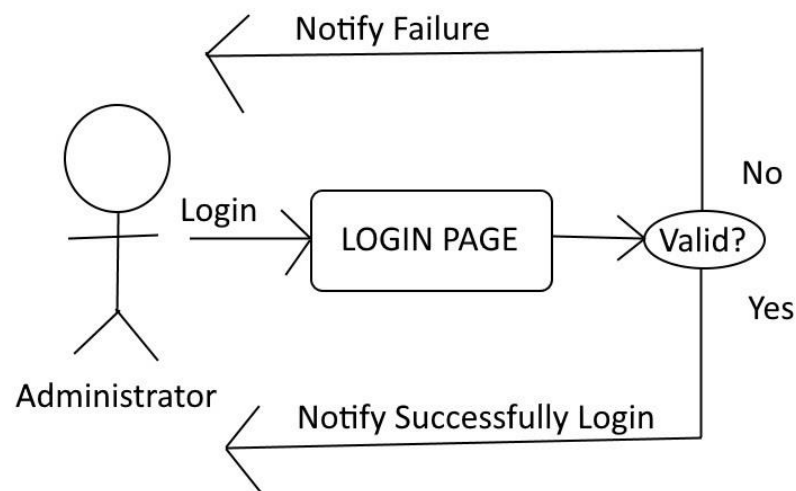 Notify Failure
No
Login
LOGIN PAGE
Valid?
Yes
Administrator
Notify Successfully Login